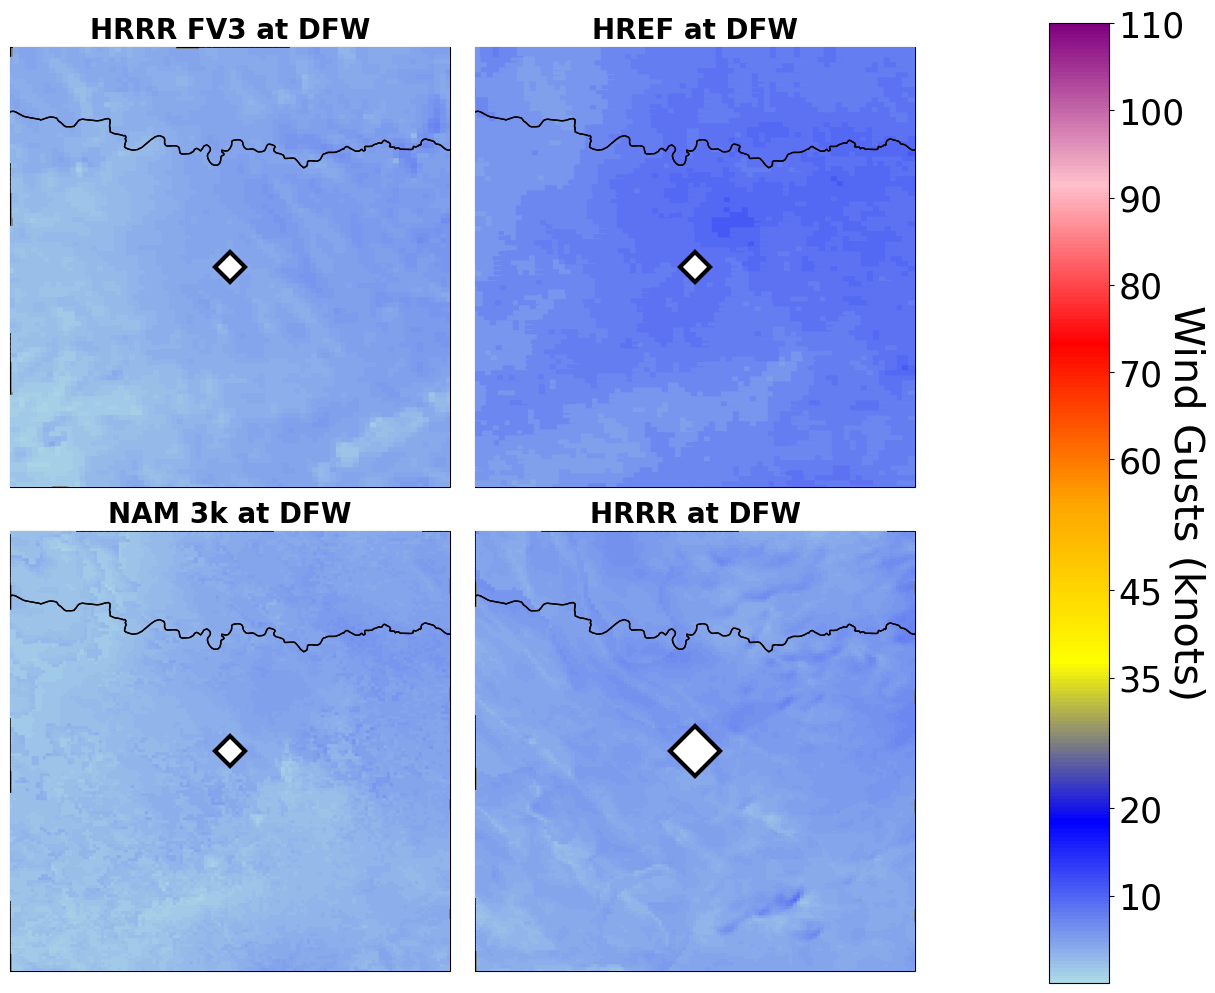 HRRR FV3 at DFW
HREF at DFW
NAM 3k at DFW
HRRR at DFW
110
100
90
80
70
60
45
35
20
10
Wind Gusts (knots)